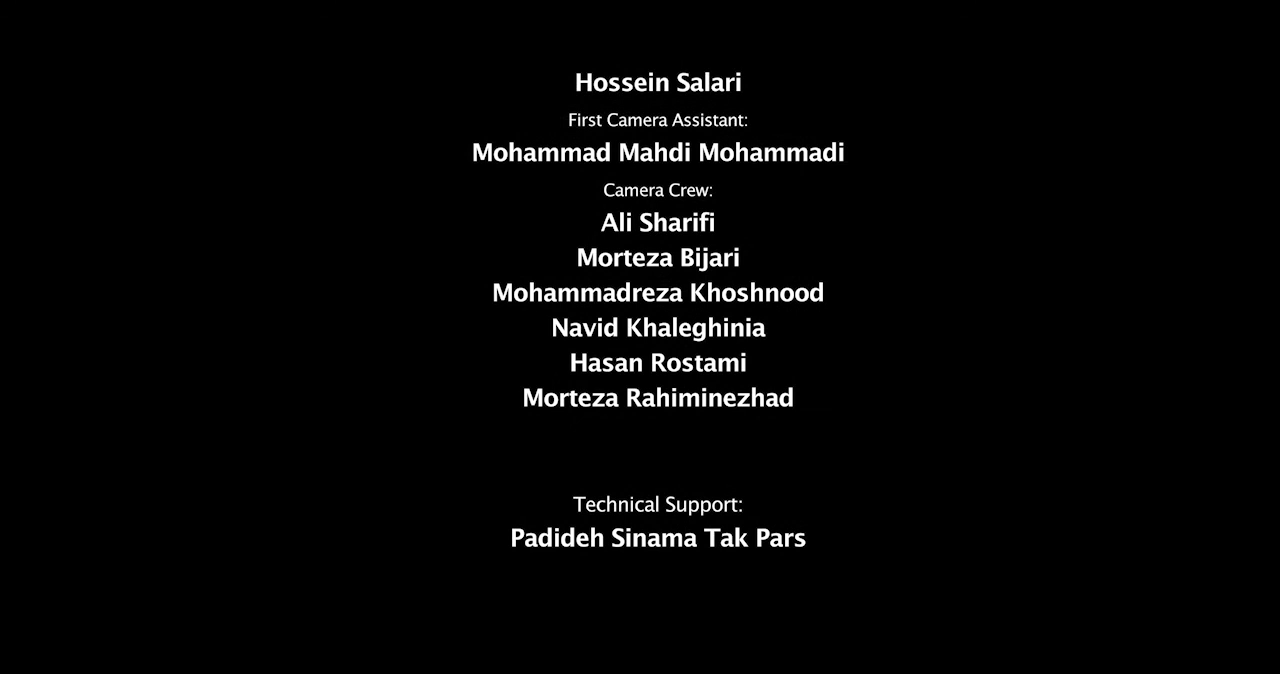 Hossein Salari
First Camera Assistant:
Mohammad Mahdi Mohammadi
Camera Crew:
Ali Sharifi
Morteza Bijari
Mohammadreza Khoshnood
Navid Khaleghinia
Hasan Rostami
Morteza Rahiminezhad
Technical Support:
Padideh Sinama Tak Pars